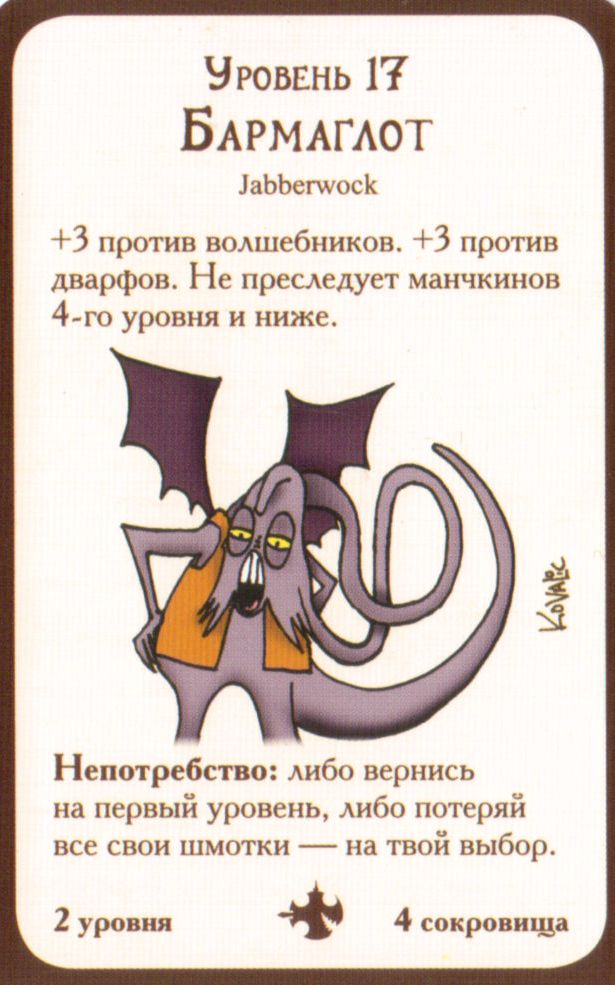 Уровень 17
Бармаглот
Jabberwock
+3 против волшебников. +3 против
дварфов. Не преследует манчкинов
4-го уровня и ниже.
Kovalic
Непотребство: либо вернись
на первый уровень, либо потеряй
все свои шмотки — на твой выбор.
2 уровня
4 сокровища